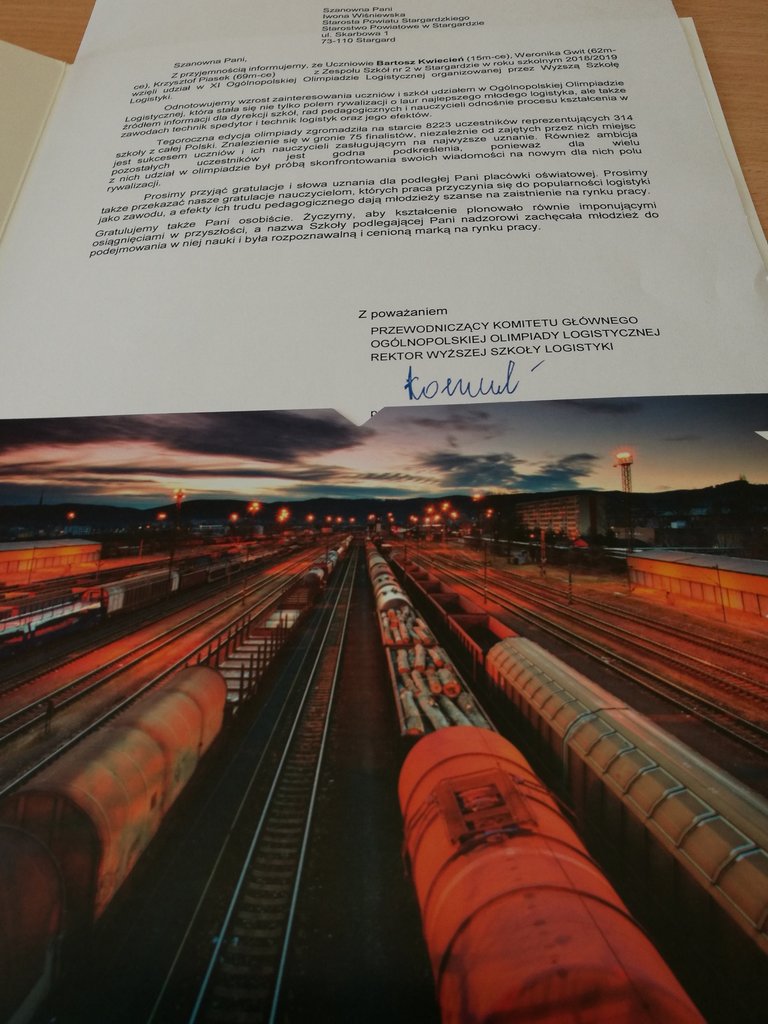 Szanowna Pani
Iwona Wiśniewska
Starosta Powiatu Stargardzkiego
Starostwo Powiatowe w Stargardzie
ul. Skarbowa 1
73-110 Stargard
Szanowna Pani,
Z przyjemnością informujemy, że Uczniowie Bartosz Kwiecień (15m-ce), Weronika Gwit (62m-
ce), Krzysztof Piasek (69m-ce) z Zespołu Szkół nr 2 w Stargardzie w roku szkolnym 2018/2019
wzięli udział w XI Ogólnopolskiej Olimpiadzie Logistycznej organizowanej przez Wyższą Szkołę
Logistyki.
Odnotowujemy wzrost zainteresowania uczniów i szkół udziałem w Ogólnopolskiej Olimpiadzie
Logistycznej, która stała się nie tylko polem rywalizacji o laur najlepszego młodego logistyka, ale także
źródłem informacji dla dyrekcji szkół, rad pedagogicznych i nauczycieli odnośnie procesu kształcenia w
zawodach technik spedytor i technik logistyk oraz jego efektów.
Tegoroczna edycja olimpiady zgromadziła na starcie 8223 uczestników reprezentujących 314
szkoły z całej Polski. Znalezienie się w gronie 75 finalistów, niezależnie od zajętych przez nich miejsc
jest sukcesem uczniów i ich nauczycieli zasługującym na najwyższe uznanie. Również ambicja
pozostałych uczestników jest godna podkreślenia, ponieważ dla wielu
z nich udział w olimpiadzie był próbą skonfrontowania swoich wiadomości na nowym dla nich polu
rywalizacji.
Prosimy przyjąć gratulacje i słowa uznania dla podległej Pani placówki oświatowej. Prosimy
także przekazać nasze gratulacje nauczycielom, których praca przyczynia się do popularności logistyki
jako zawodu, a efekty ich trudu pedagogicznego dają młodzieży szanse na zaistnienie na rynku pracy.
Gratulujemy także Pani osobiście. Życzymy, aby kształcenie plonowało równie imponującymi
osiągnięciami w przyszłości, a nazwa Szkoły podlegającej Pani nadzorowi zachęcała młodzież do
podejmowania w niej nauki i była rozpoznawalną i cenioną marką na rynku pracy.
Z poważaniem
PRZEWODNICZĄCY KOMITETU GŁÓWNEGO
OGÓLNOPOLSKIEJ OLIMPIADY LOGISTYCZNEJ
REKTOR WYŻSZEJ SZKOŁY LOGISTYKI